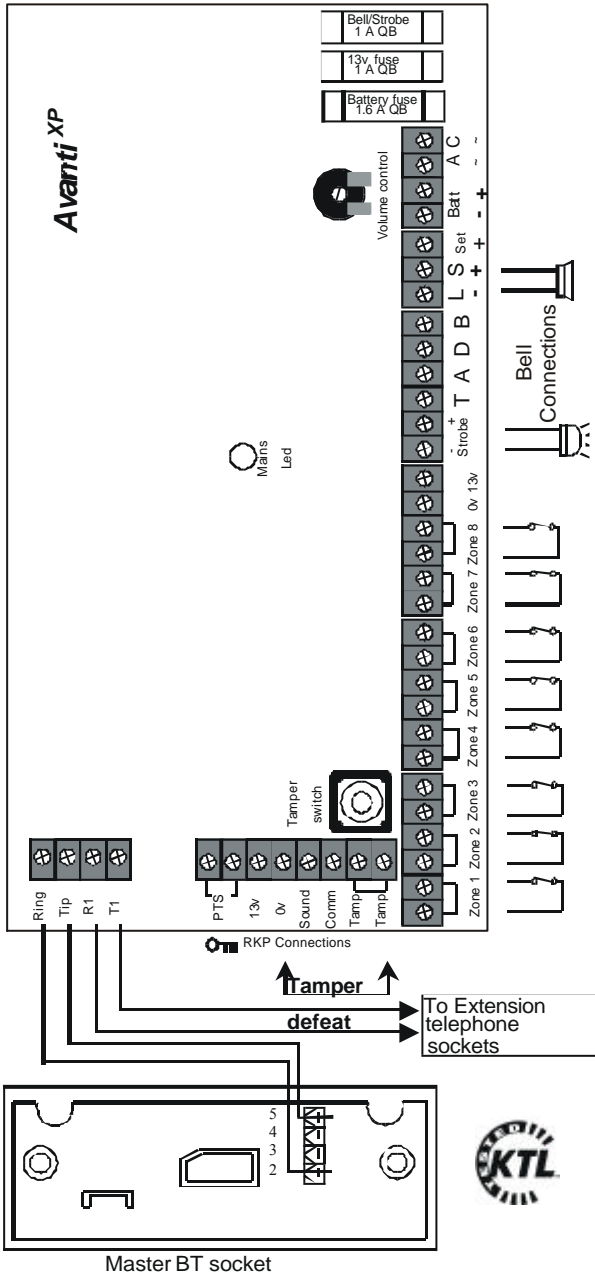 Bell/Strobe
1 A QB
13v fuse
1 A QB
Battery fuse
1.6 A QB
Avanti XP
Volume control
A C
~ ~
Batt
- +
Set
+
L S
- +
T A D B
Strobe
- +
Bell
Connections
Mains
Led
0v 13v
Zone 8
Zone 7
Zone 6
Zone 5
Zone 4
Zone 3
Zone 2
Zone 1
Tamper
switch
Ring
Tip
R1
T1
PTS
13v
0v
Sound
Comm
Tamp
Tamp
RKP Connections
Tamper
defeat
To Extension
telephone
sockets
5
4
3
2
KTL
Master BT socket